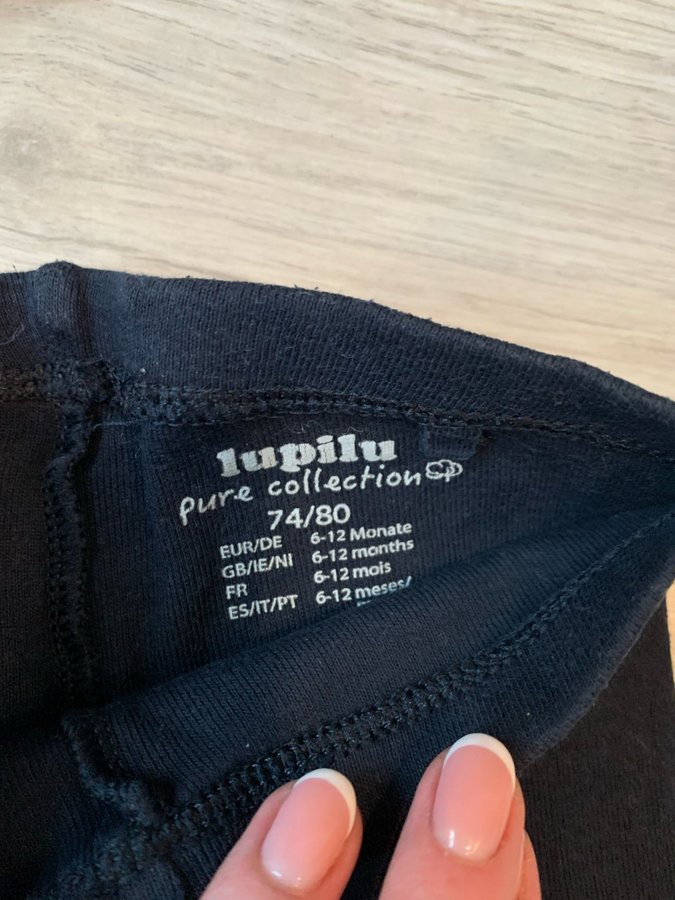 lupilu
pure collection
74/80
EUR/DE 6-12 Monate
GB/IE/NI 6-12 months
FR 6-12 mois
ES/IT/PT 6-12 meses/